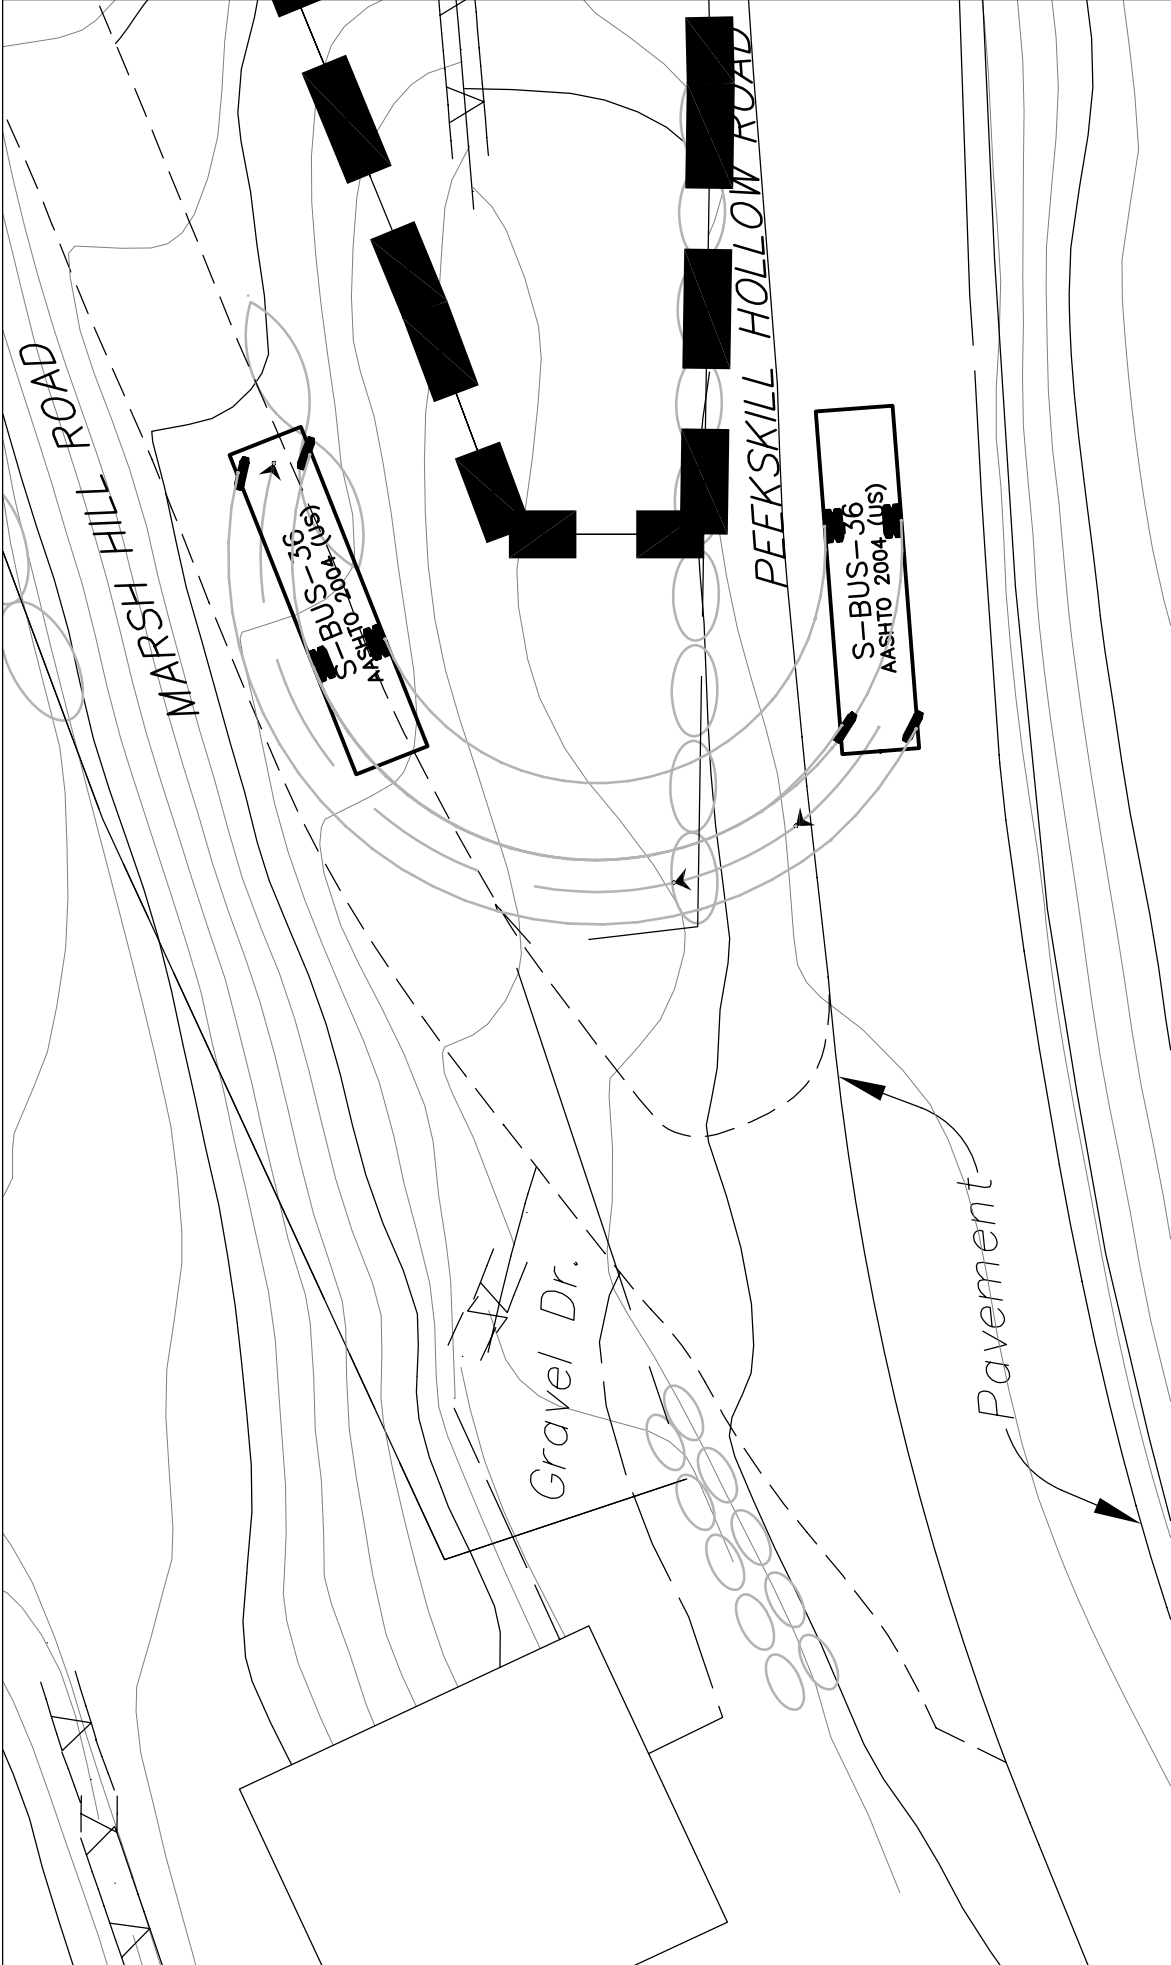 PEEKSKILL HOLLOW ROAD
MARSH HILL ROAD
S-BUS-36
AASHTO 2004 (US)
S-BUS-36
AASHTO 2004 (US)
Pavement
Gravel Dr.